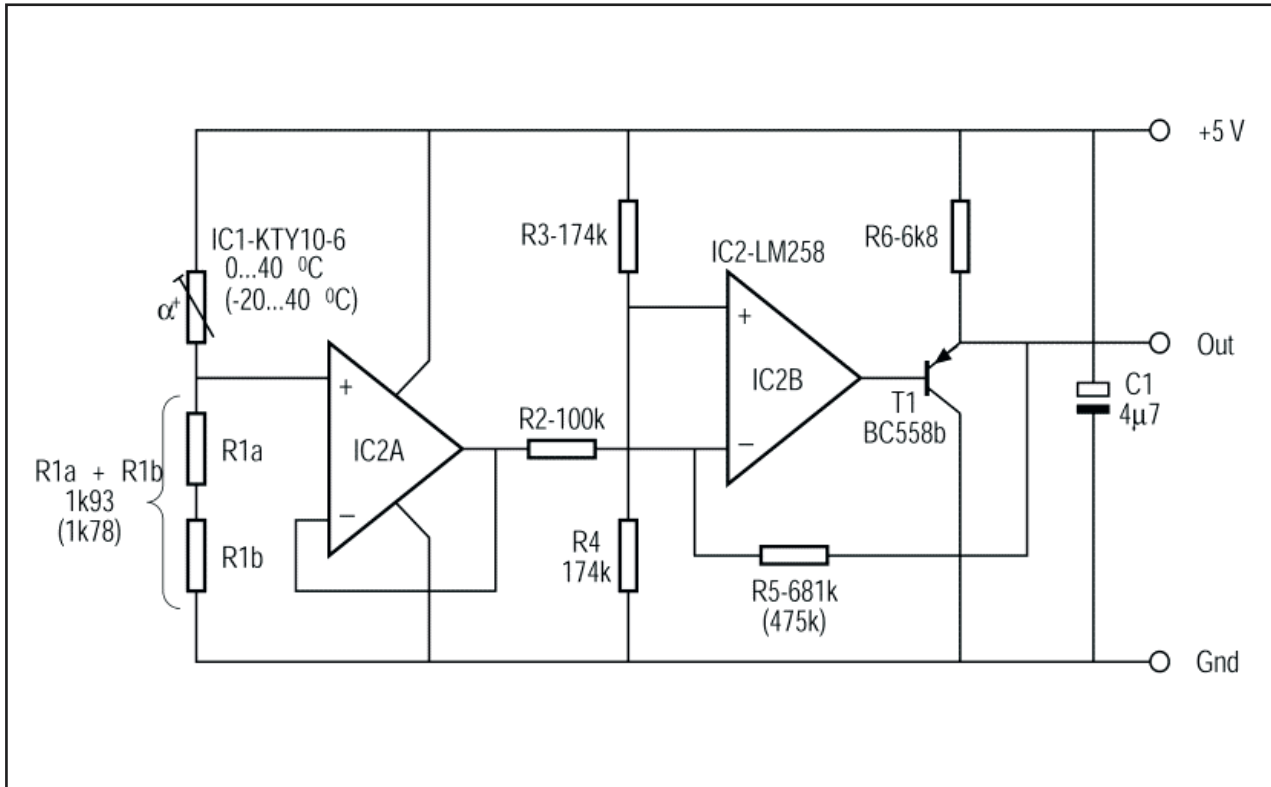 +5 V
IC1-KTY10-6
0...40 ⁰C
(-20...40 ⁰C)
α⁺
R3-174k
IC2-LM258
R6-6k8
+
IC2A
−
R1a + R1b
1k93
(1k78)
R1a
R1b
R2-100k
+
IC2B
−
T1
BC558b
Out
C1
4µ7
R4
174k
R5-681k
(475k)
Gnd